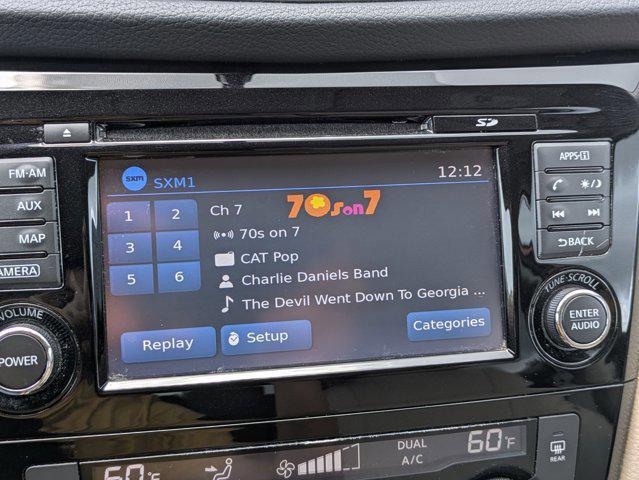 SD
FM·AM
AUX
MAP
CAMERA
VOLUME
POWER
sxm SXM1 12:12
1 2
3 4
5 6
Ch 7 70s on 7
70s on 7
CAT Pop
Charlie Daniels Band
The Devil Went Down To Georgia ...
Replay Setup Categories
APPS·i
BACK
TUNE·SCROLL
ENTER
AUDIO
60
DUAL
A/C
60°F
REAR